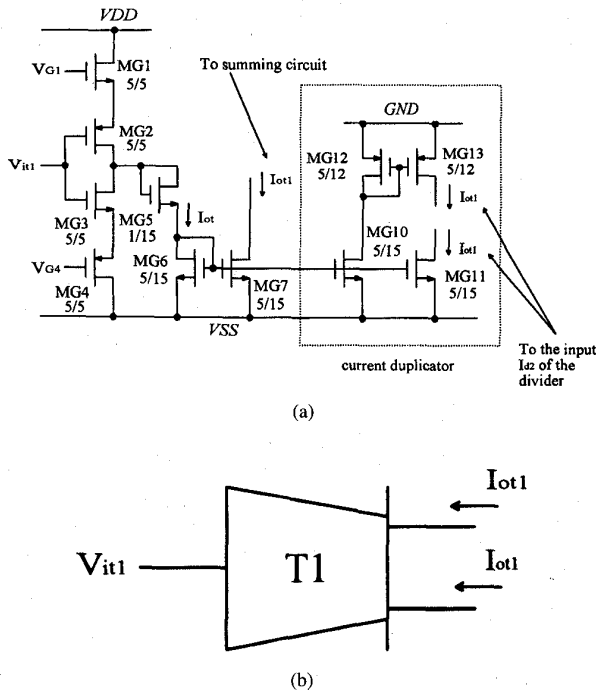 VDD
VG1
MG1
5/5
To summing circuit
MG2
5/5
GND
Vit1
MG12
5/12
MG13
5/12
Iot1
Iot1
MG3
5/5
MG5
1/15
Iot
MG10
5/15
Iot1
VG4
MG6
5/15
MG7
5/15
MG11
5/15
MG4
5/5
VSS
current duplicator
To the input
Id2 of the
divider
(a)
Iot1
Vit1
T1
Iot1
(b)